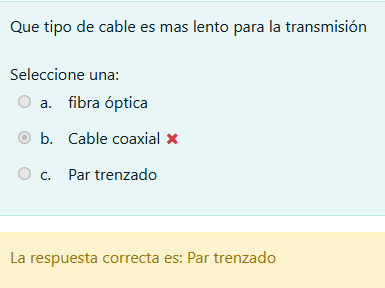 Que tipo de cable es mas lento para la transmisión
Seleccione una:
a. fibra óptica
b. Cable coaxial ✖
c. Par trenzado
La respuesta correcta es: Par trenzado